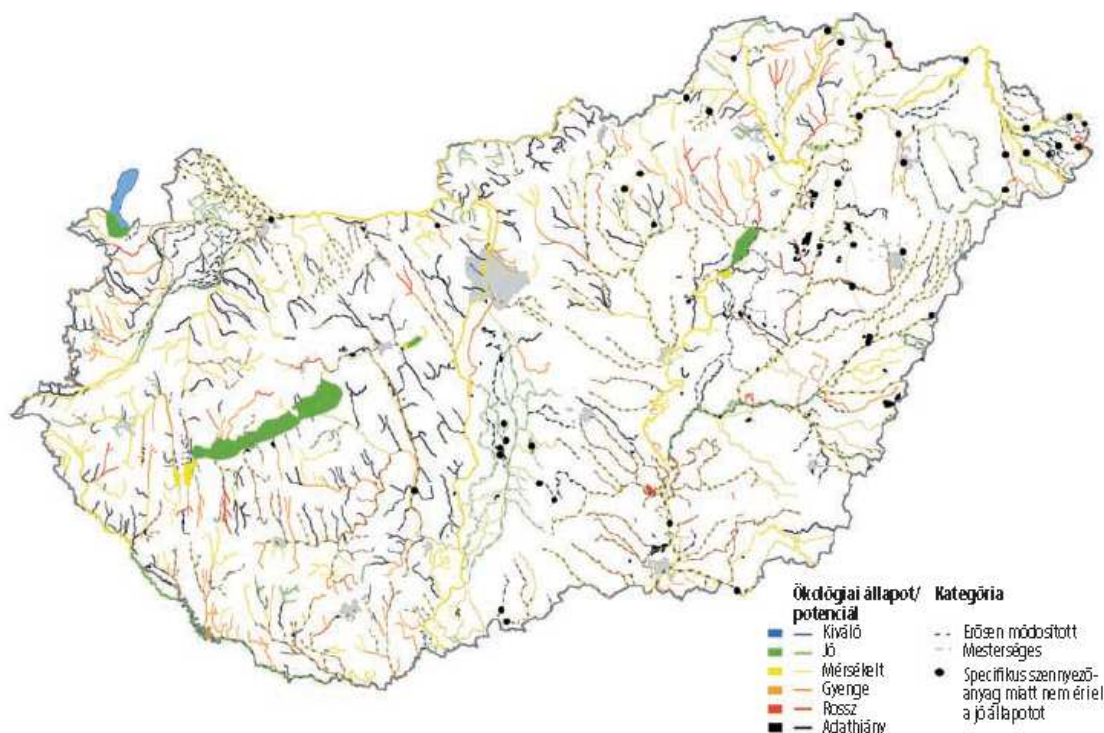 Ökológiai állapot/
potenciál
Kiváló
Jó
Mérsékelt
Gyenge
Rossz
Adathiány
Kategória
Erősen módosított
Mesterséges
Specifikus szennyező-
anyag miatt nem éri el
a jó állapotot